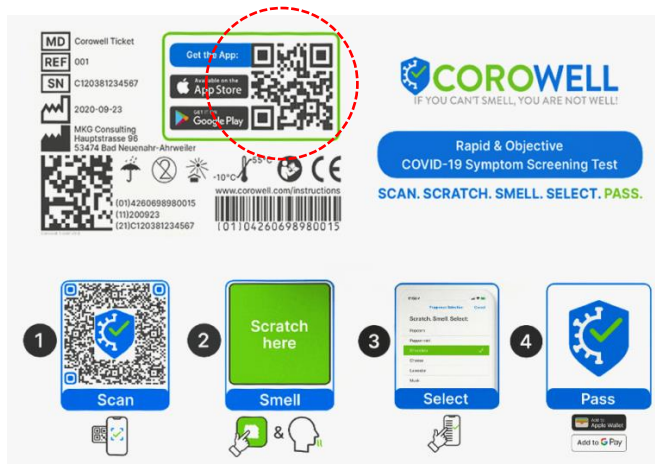 MD Corowell Ticket
REF 001
SN C120381234567
2020-09-23
MKG Consulting
Hauptstrasse 96
53474 Bad Neuenahr-Ahrweiler
Get the App:
Available on the
App Store
GET IT ON
Google Play
-10°C
55°C
CE
www.corowell.com/instructions
(01)4260698980015
(11)200923
(21)C120381234567
(01)04260698980015
COROWELL
IF YOU CAN'T SMELL, YOU ARE NOT WELL!
Rapid & Objective
COVID-19 Symptom Screening Test
SCAN. SCRATCH. SMELL. SELECT. PASS.
1
Scan
2
Scratch
here
Smell
&
3
Scratch. Smell. Select.
Select
4
Pass
Add to
Apple Wallet
Add to G Pay